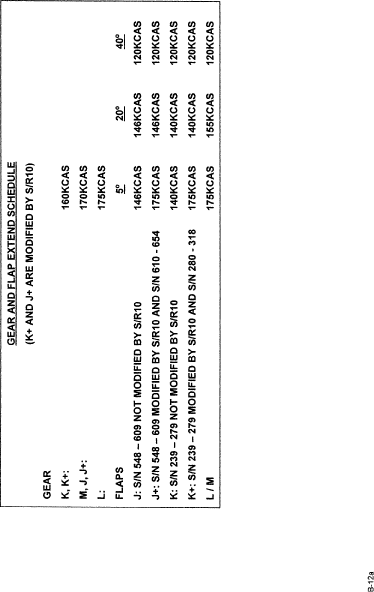 GEAR AND FLAP EXTEND SCHEDULE
(K+ AND J+ ARE MODIFIED BY S/R10)
GEAR
K, K+: 160KCAS
M, J, J+: 170KCAS
L: 175KCAS
FLAPS 5º 20º 40º
J: S/N 548 – 609 NOT MODIFIED BY S/R10 146KCAS 146KCAS 120KCAS
J+: S/N 548 – 609 MODIFIED BY S/R10 AND S/N 610 - 654 175KCAS 146KCAS 120KCAS
K: S/N 239 – 279 NOT MODIFIED BY S/R10 140KCAS 140KCAS 120KCAS
K+: S/N 239 – 279 MODIFIED BY S/R10 AND S/N 280 - 318 175KCAS 140KCAS 120KCAS
L / M 175KCAS 155KCAS 120KCAS
B-12a